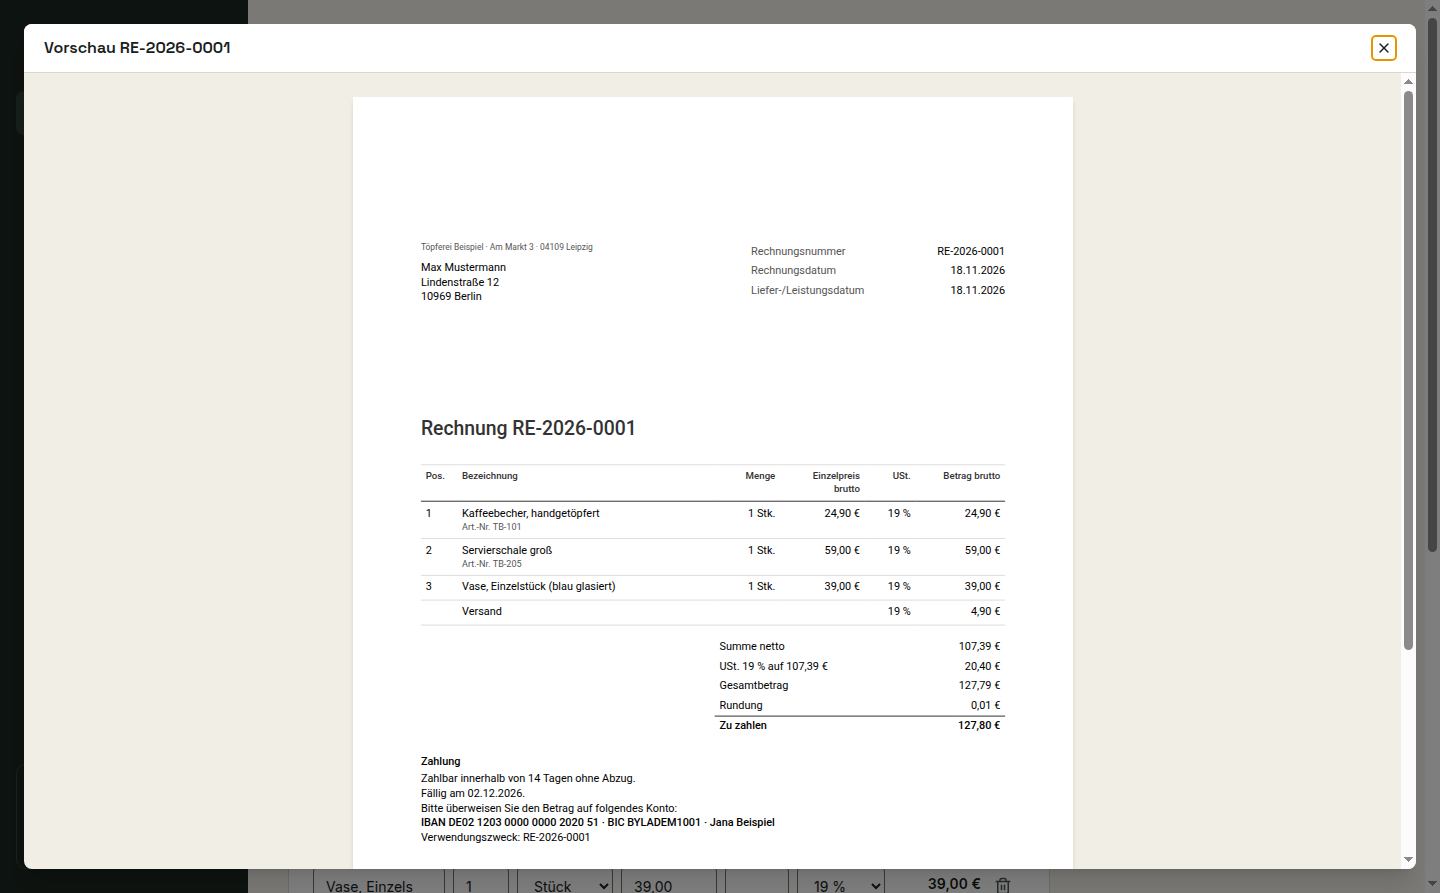 Vorschau RE-2026-0001
Töpferei Beispiel · Am Markt 3 · 04109 Leipzig
Max Mustermann
Lindenstraße 12
10969 Berlin
Rechnungsnummer RE-2026-0001
Rechnungsdatum 18.11.2026
Liefer-/Leistungsdatum 18.11.2026
Rechnung RE-2026-0001
Pos. Bezeichnung Menge Einzelpreis USt. Betrag brutto
brutto
1 Kaffeebecher, handgetöpfert 1 Stk. 24,90 € 19 % 24,90 €
Art.-Nr. TB-101
2 Servierschale groß 1 Stk. 59,00 € 19 % 59,00 €
Art.-Nr. TB-205
3 Vase, Einzelstück (blau glasiert) 1 Stk. 39,00 € 19 % 39,00 €
Versand 19 % 4,90 €
Summe netto 107,39 €
USt. 19 % auf 107,39 € 20,40 €
Gesamtbetrag 127,79 €
Rundung 0,01 €
Zu zahlen 127,80 €
Zahlung
Zahlbar innerhalb von 14 Tagen ohne Abzug.
Fällig am 02.12.2026.
Bitte überweisen Sie den Betrag auf folgendes Konto:
IBAN DE02 1203 0000 0000 2020 51 · BIC BYLADEM1001 · Jana Beispiel
Verwendungszweck: RE-2026-0001
Vase, Einzels 1 Stück 39,00 19 % 39,00 €